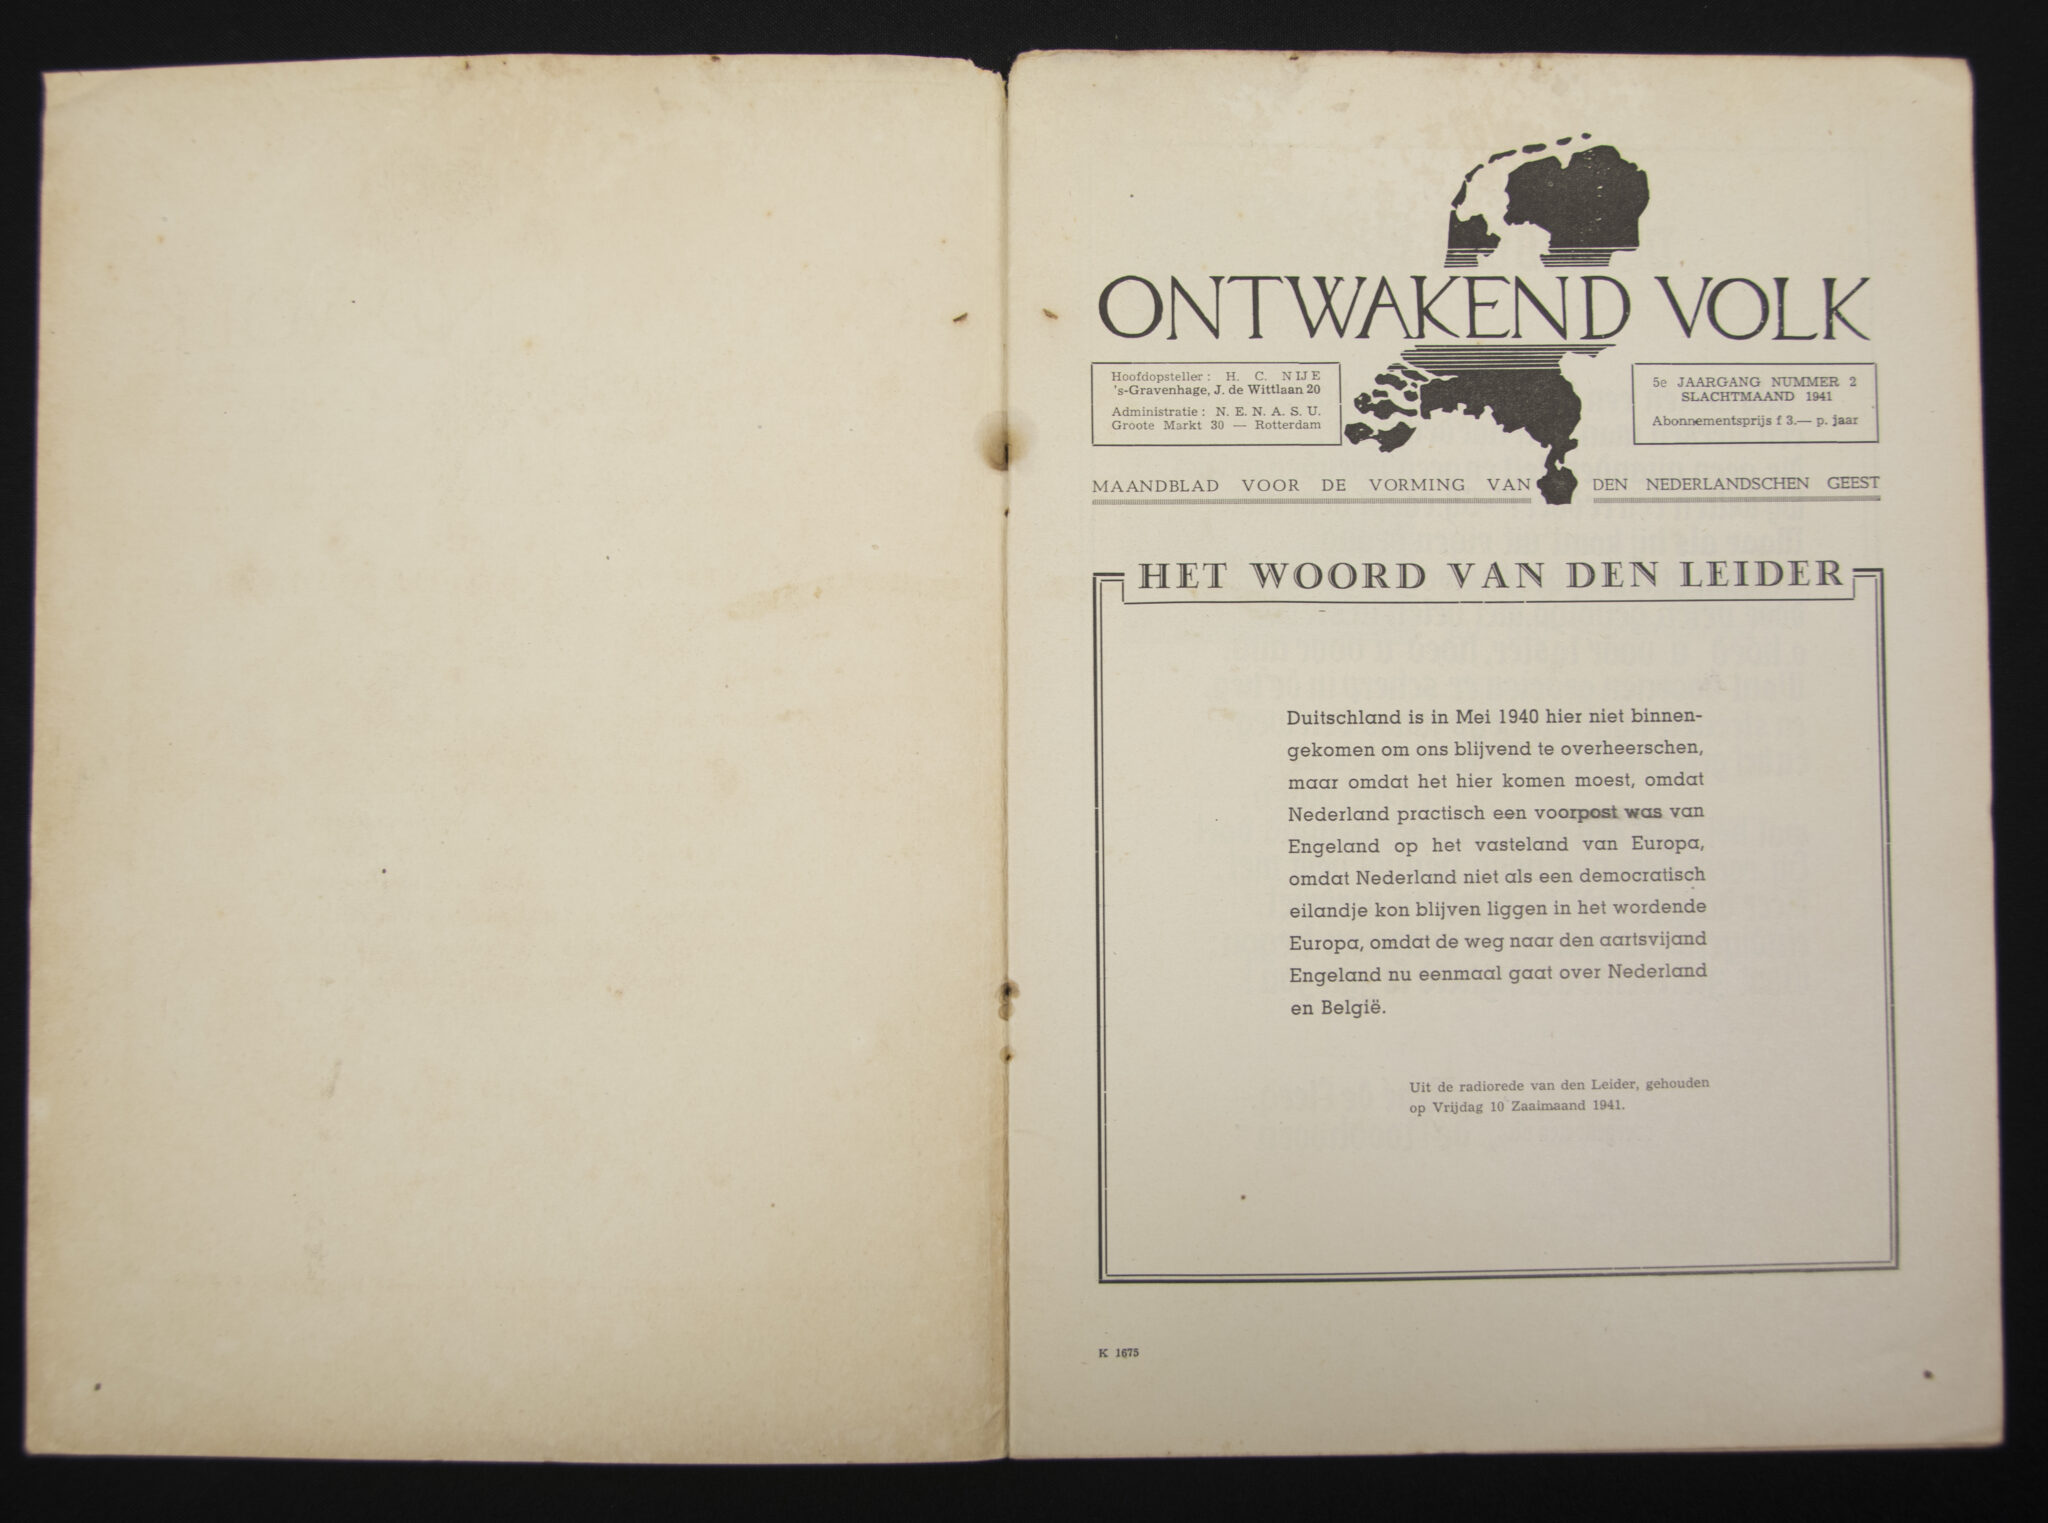 ONTWAKEND VOLK
Hoofdopsteller: H. C. NIJE
's-Gravenhage, J. de Wittlaan 20
Administratie: N. E. N. A. S. U.
Groote Markt 30 — Rotterdam
5e JAARGANG NUMMER 2
SLACHTMAAND 1941
Abonnementsprijs f 3.— p. jaar
MAANDBLAD VOOR DE VORMING VAN DEN NEDERLANDSCHEN GEEST
HET WOORD VAN DEN LEIDER
Duitschland is in Mei 1940 hier niet binnen-
gekomen om ons blijvend te overheerschen,
maar omdat het hier komen moest, omdat
Nederland practisch een voorpost was van
Engeland op het vasteland van Europa,
omdat Nederland niet als een democratisch
eilandje kon blijven liggen in het wordende
Europa, omdat de weg naar den aartsvijand
Engeland nu eenmaal gaat over Nederland
en België.
Uit de radiorede van den Leider, gehouden
op Vrijdag 10 Zaaimaand 1941.
K 1675